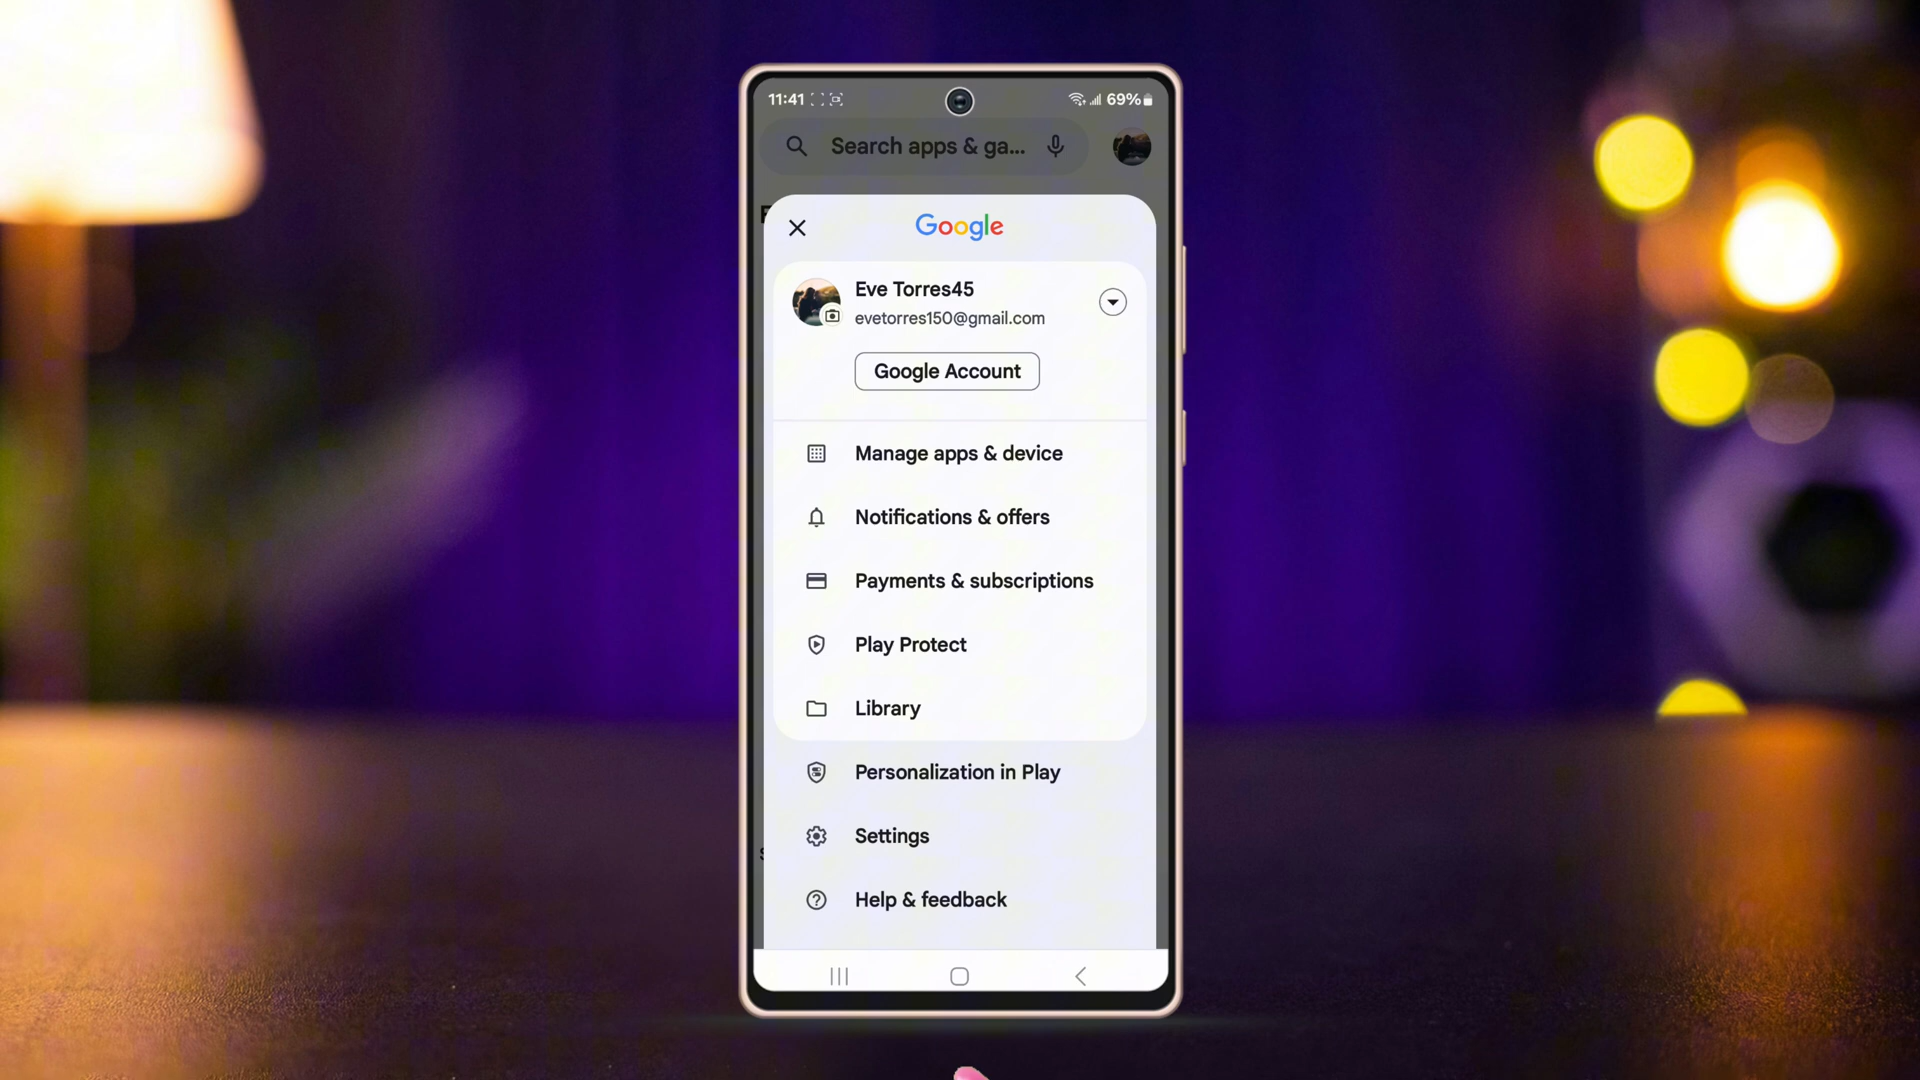 11:41 69%
Search apps & ga...
Google
Eve Torres45
evetorres150@gmail.com
Google Account
Manage apps & device
Notifications & offers
Payments & subscriptions
Play Protect
Library
Personalization in Play
Settings
Help & feedback